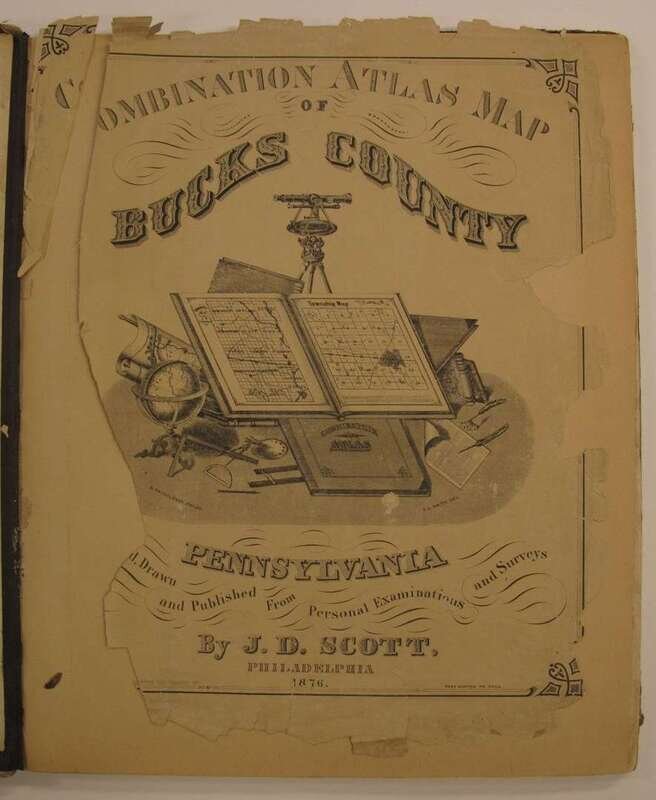 COMBINATION ATLAS MAP
OF
BUCKS COUNTY
Township Map
ATLAS
PENNSYLVANIA
d, Drawn and Published From Personal Examinations and Surveys
By J. D. SCOTT.
PHILADELPHIA
1876.